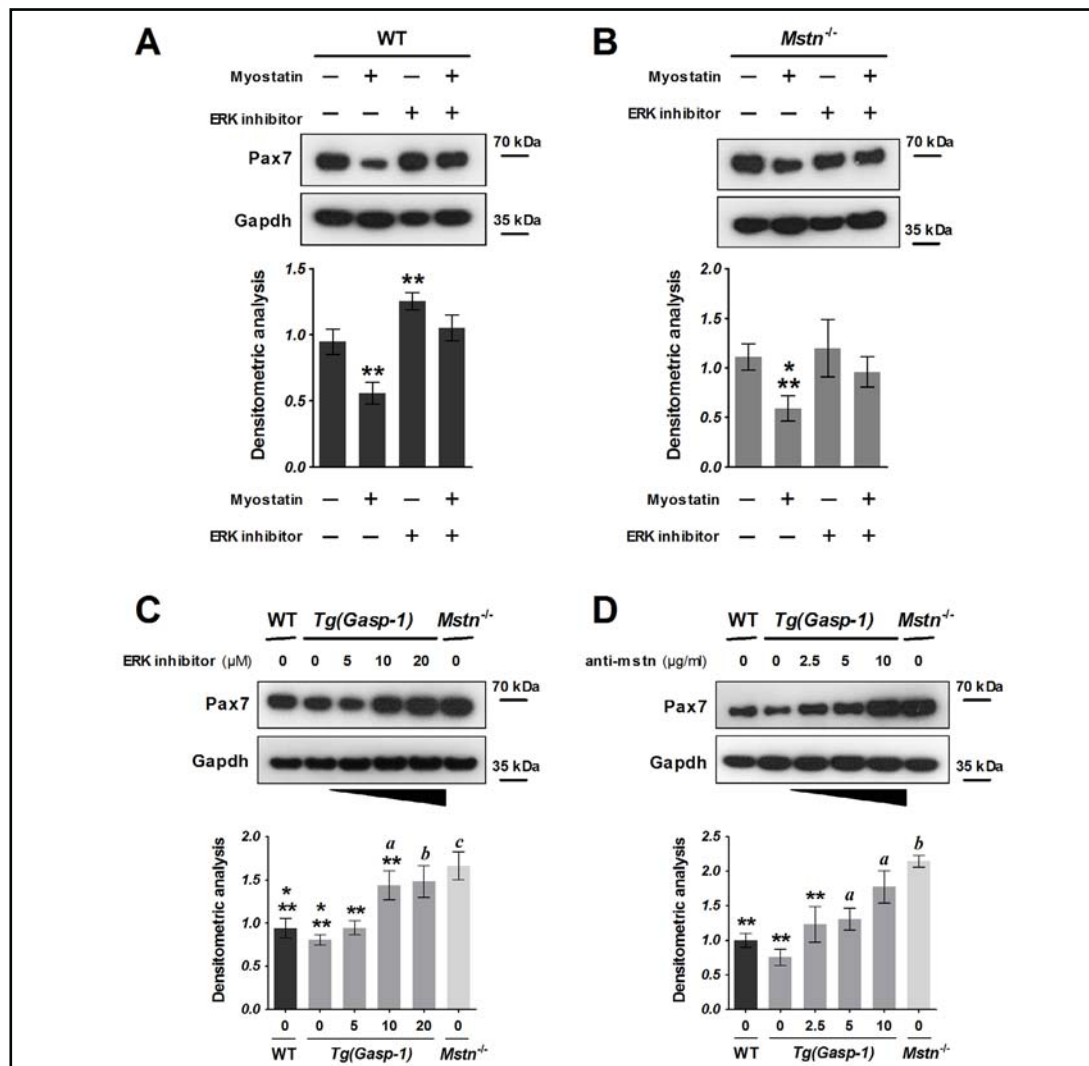 A
WT
Myostatin − + − +
ERK inhibitor − − + +
Pax7
70 kDa
Gapdh
35 kDa
Densitometric analysis
1.5
1.0
0.5
0.0
** **
Myostatin − + − +
ERK inhibitor − − + +
B
Mstn-/-
Myostatin − + − +
ERK inhibitor − − + +
70 kDa
35 kDa
Densitometric analysis
2.0
1.5
1.0
0.5
0.0
*
**
Myostatin − + − +
ERK inhibitor − − + +
C
WT Tg(Gasp-1) Mstn-/-
ERK inhibitor (µM) 0 0 5 10 20 0
Pax7
70 kDa
Gapdh
35 kDa
Densitometric analysis
2.0
1.5
1.0
0.5
0.0
* * a b c
** ** ** **
0 0 5 10 20 0
WT Tg(Gasp-1) Mstn-/-
D
WT Tg(Gasp-1) Mstn-/-
anti-mstn (µg/ml) 0 0 2.5 5 10 0
Pax7
70 kDa
Gapdh
35 kDa
Densitometric analysis
2.5
2.0
1.5
1.0
0.5
0.0
** ** ** a a b
0 0 2.5 5 10 0
WT Tg(Gasp-1) Mstn-/-